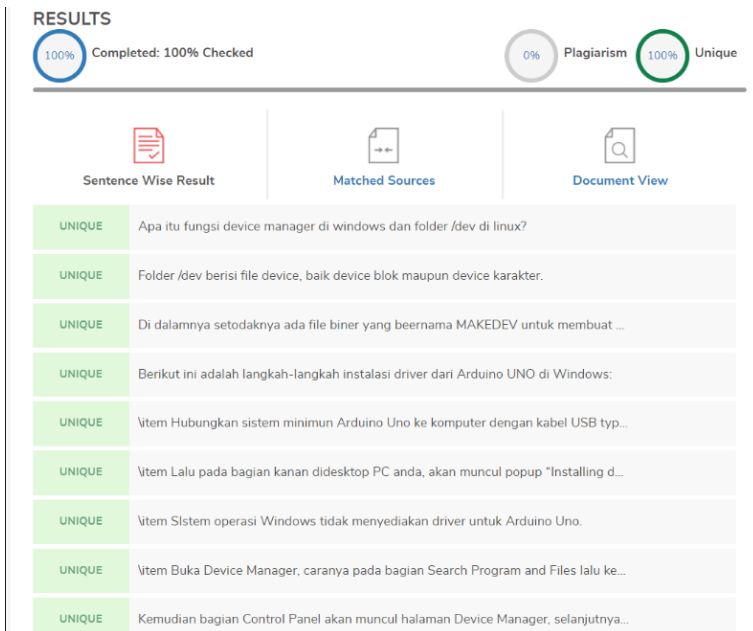 RESULTS
100% Completed: 100% Checked 0% Plagiarism 100% Unique
Sentence Wise Result Matched Sources Document View
UNIQUE Apa itu fungsi device manager di windows dan folder /dev di linux?
UNIQUE Folder /dev berisi file device, baik device blok maupun device karakter.
UNIQUE Di dalamnya setodaknya ada file biner yang beernama MAKEDEV untuk membuat ...
UNIQUE Berikut ini adalah langkah-langkah instalasi driver dari Arduino UNO di Windows:
UNIQUE \item Hubungkan sistem minimun Arduino Uno ke komputer dengan kabel USB typ...
UNIQUE \item Lalu pada bagian kanan didesktop PC anda, akan muncul popup “Installing d...
UNIQUE \item SIstem operasi Windows tidak menyediakan driver untuk Arduino Uno.
UNIQUE \item Buka Device Manager, caranya pada bagian Search Program and Files lalu ke...
UNIQUE Kemudian bagian Control Panel akan muncul halaman Device Manager, selanjutnya...